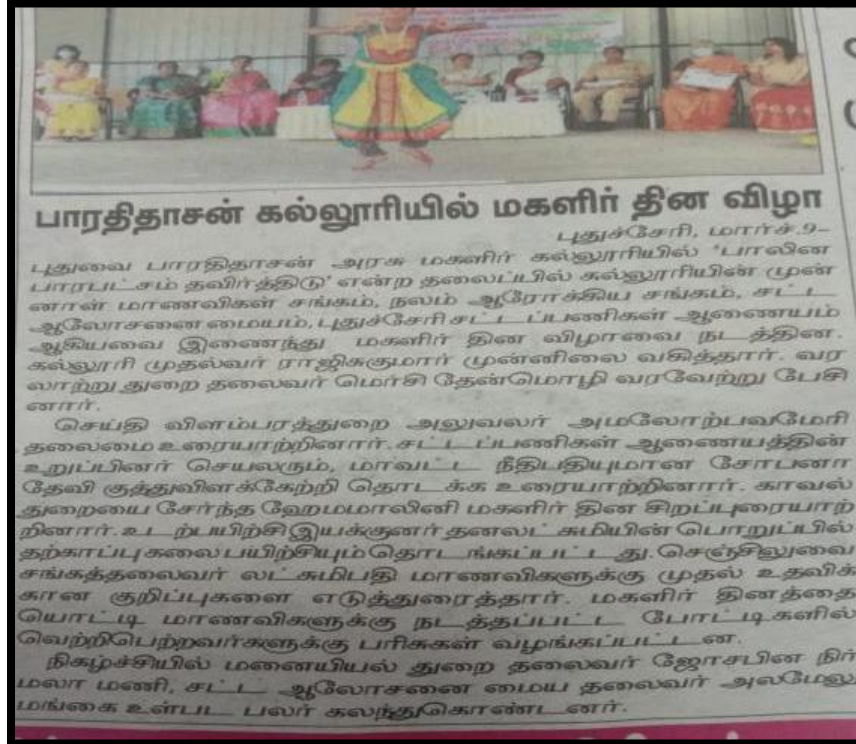 பாரதிதாசன் கல்லூரியில் மகளிர் தின விழா
புதுச்சேரி, மார்ச்.9–
புதுவை பாரதிதாசன் அரசு மகளிர் கல்லூரியில் 'பாலின
பாரபட்சம் தவிர்த்திடு' என்ற தலைப்பில் கல்லூரியின் முன்
னாள் மாணவிகள் சங்கம், நலம் ஆரோக்கிய சங்கம், சட்ட
ஆலோசனை மையம், புதுச்சேரி சட்டப்பணிகள் ஆணையம்
ஆகியவை இணைந்து மகளிர் தின விழாவை நடத்தின.
கல்லூரி முதல்வர் ராஜிசுகுமார் முன்னிலை வகித்தார். வர
லாற்று துறை தலைவர் மெர்சி தேன்மொழி வரவேற்று பேசி
னார்.
செய்தி விளம்பரத்துறை அலுவலர் அமலோற்பவமேரி
தலைமை உரையாற்றினார். சட்டப்பணிகள் ஆணையத்தின்
உறுப்பினர் செயலரும், மாவட்ட நீதிபதியுமான சோபனா
தேவி குத்துவிளக்கேற்றி தொடக்க உரையாற்றினார். காவல்
துறையை சேர்ந்த ஹேமமாலினி மகளிர் தின சிறப்புரையாற்
றினார். உடற்பயிற்சி இயக்குனர் தனலட்சுமியின் பொறுப்பில்
தற்காப்பு கலை பயிற்சியும் தொடங்கப்பட்டது. செஞ்சிலுவை
சங்கத்தலைவர் லட்சுமிபதி மாணவிகளுக்கு முதல் உதவிக்
கான குறிப்புகளை எடுத்துரைத்தார். மகளிர் தினத்தை
யொட்டி மாணவிகளுக்கு நடத்தப்பட்ட போட்டிகளில்
வெற்றிபெற்றவர்களுக்கு பரிசுகள் வழங்கப்பட்டன.
நிகழ்ச்சியில் மனையியல் துறை தலைவர் ஜோசபின் நிர்
மலா மணி, சட்ட ஆலோசனை மைய தலைவர் அலமேலு
மங்கை உள்பட பலர் கலந்துகொண்டனர்.